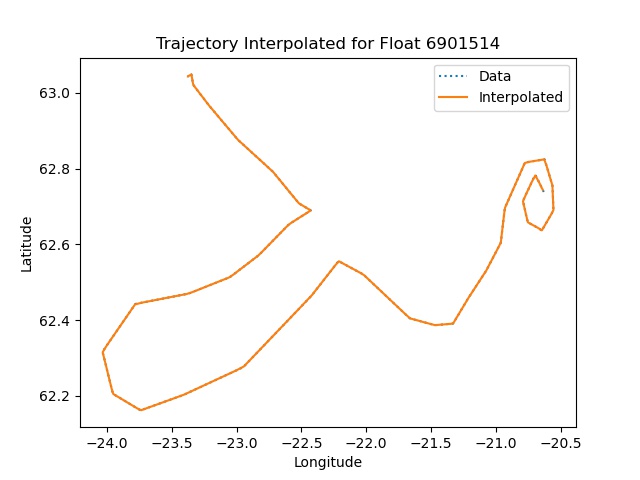 Trajectory Interpolated for Float 6901514
Data
Interpolated
63.0
62.8
62.6
62.4
62.2
Latitude
−24.0 −23.5 −23.0 −22.5 −22.0 −21.5 −21.0 −20.5
Longitude